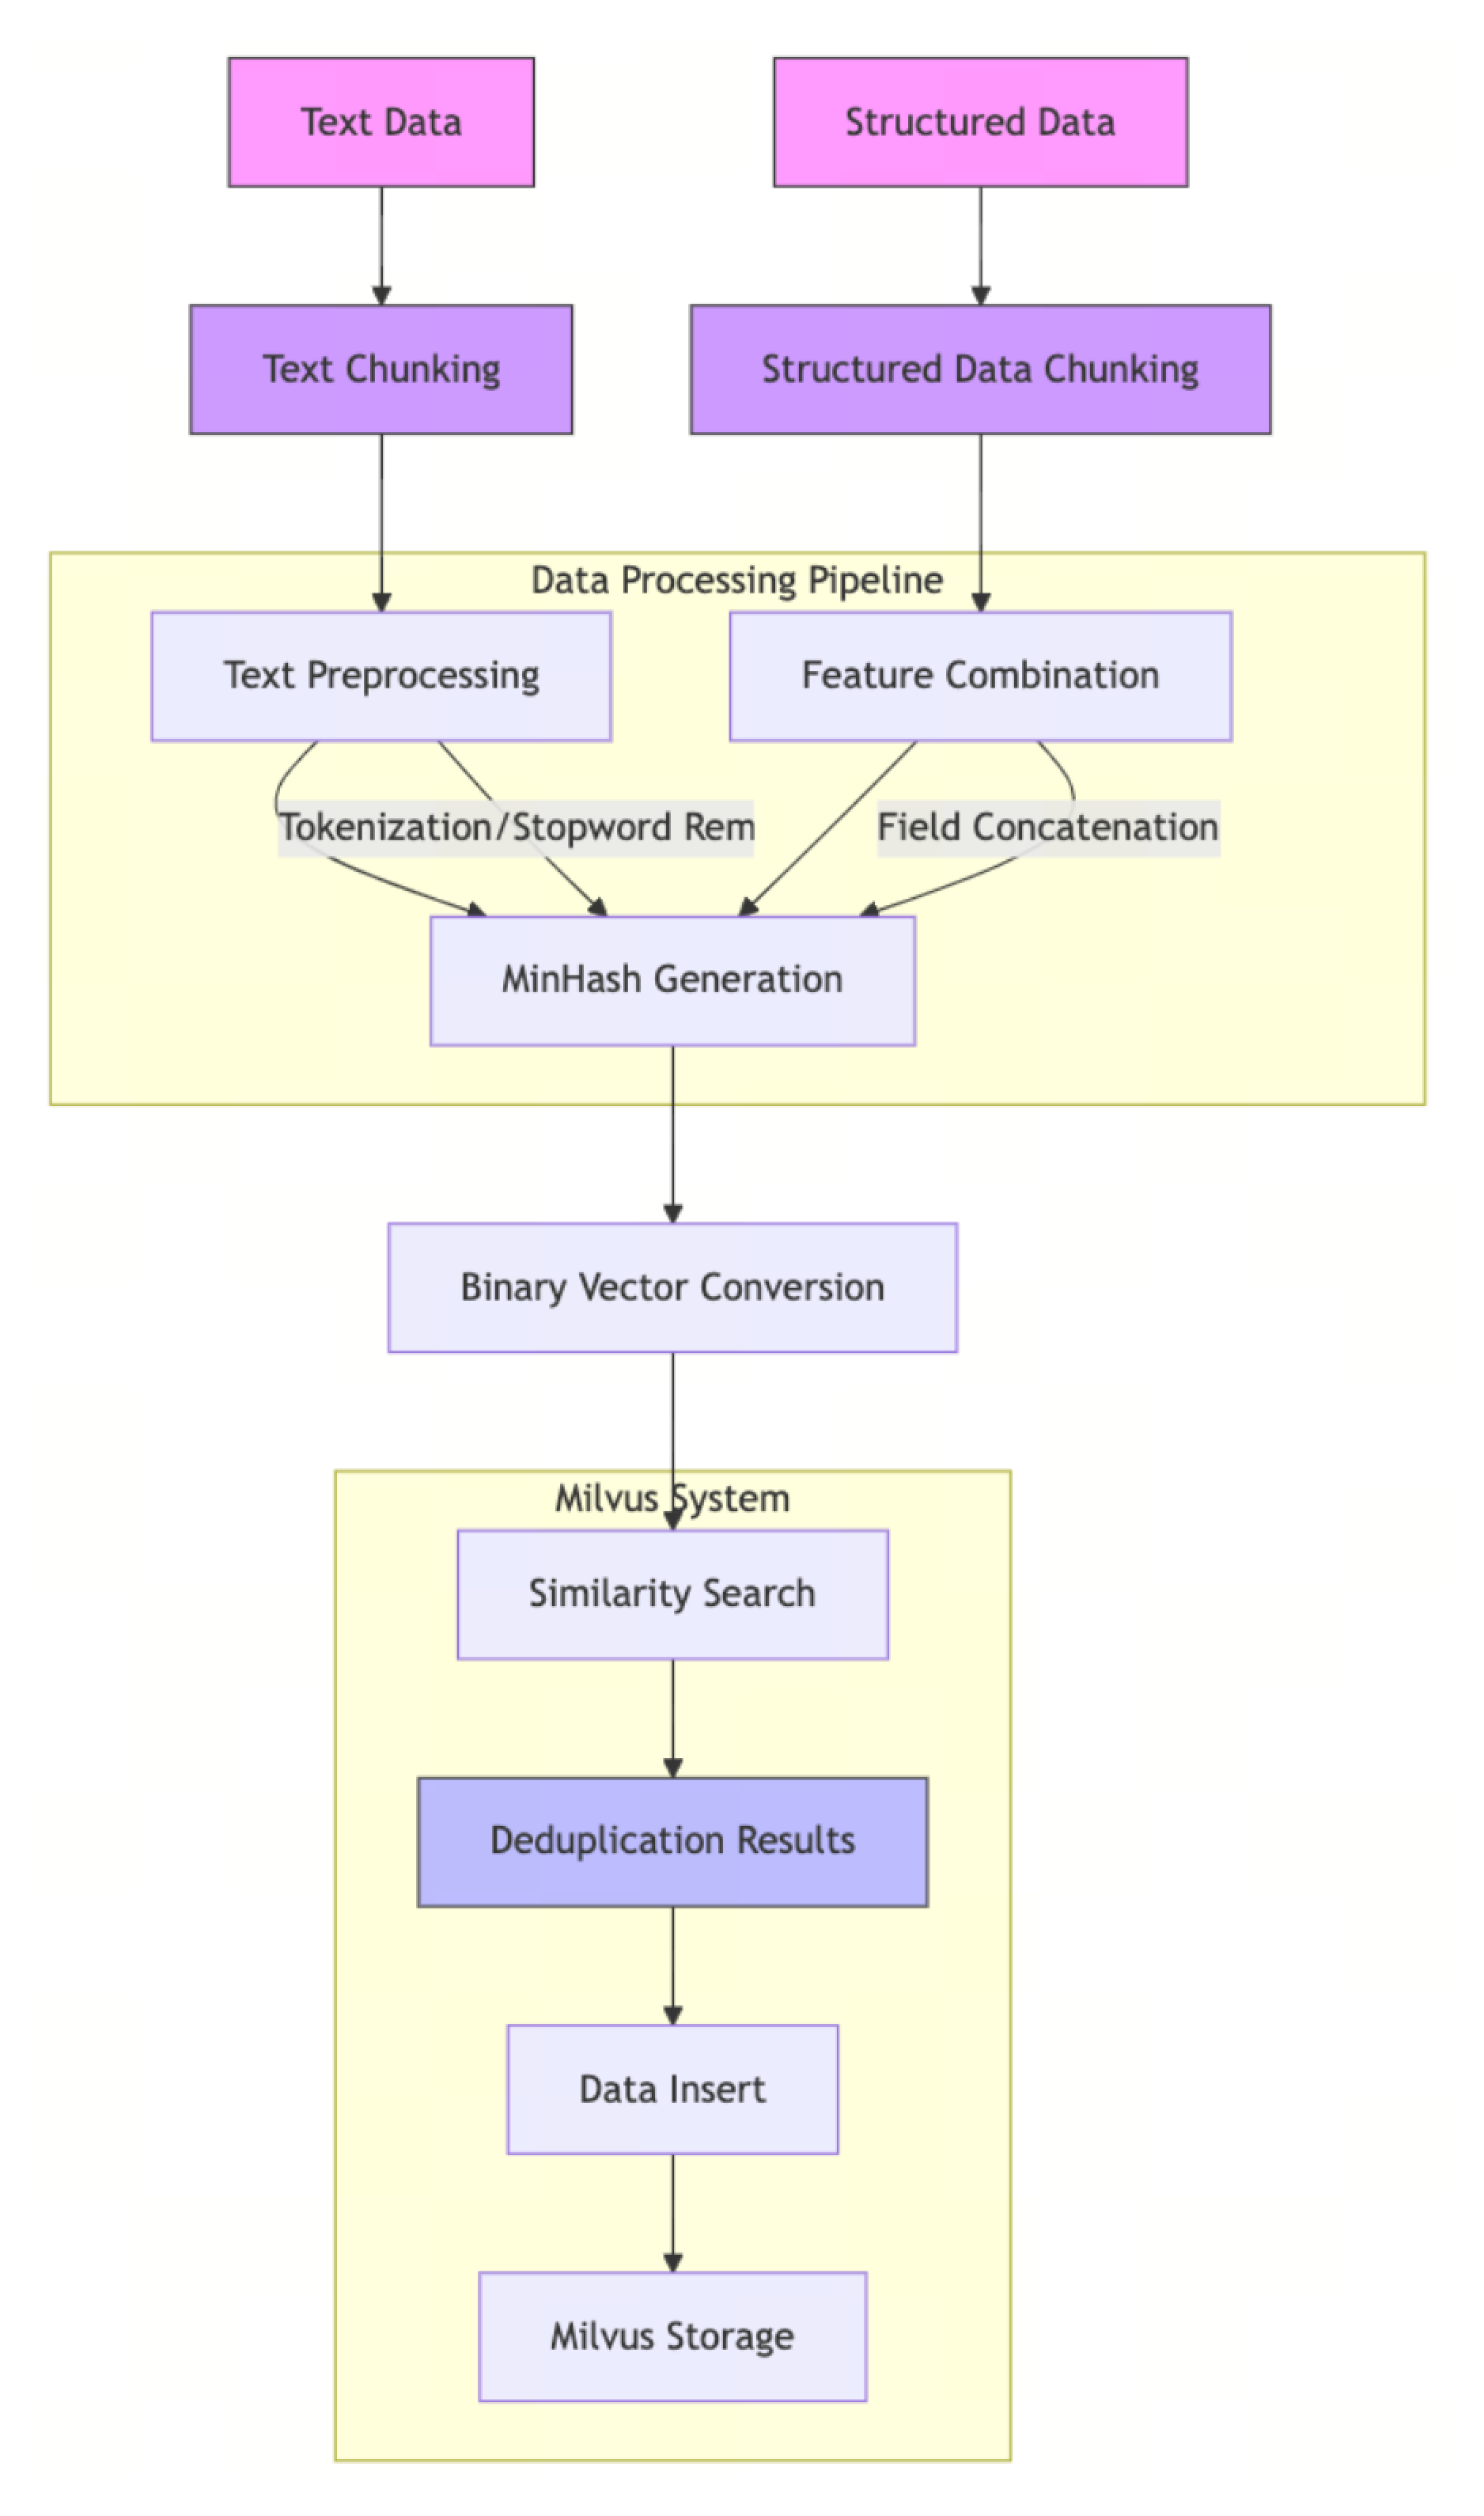 Text Data
Structured Data
Text Chunking
Structured Data Chunking
Data Processing Pipeline
Text Preprocessing
Feature Combination
Tokenization/Stopword Rem
Field Concatenation
MinHash Generation
Binary Vector Conversion
Milvus System
Similarity Search
Deduplication Results
Data Insert
Milvus Storage